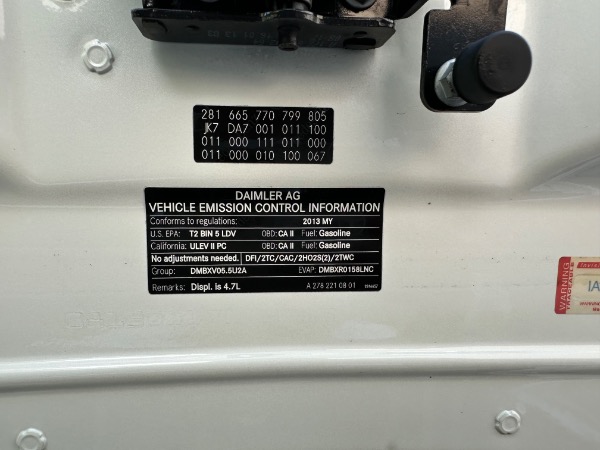 281 665 770 799 805
JK7 DA7 001 011 100
011 000 111 011 000
011 000 010 100 067
DAIMLER AG
VEHICLE EMISSION CONTROL INFORMATION
Conforms to regulations: 2013 MY
U.S. EPA: T2 BIN 5 LDV OBD: CA II Fuel: Gasoline
California: ULEV II PC OBD: CA II Fuel: Gasoline
No adjustments needed. DFI/2TC/CAC/2HO2S(2)/2TWC
Group: DMBXV05.5U2A EVAP: DMBXR0158LNC
Remarks: Displ. is 4.7L A 278 221 08 01
WARNING